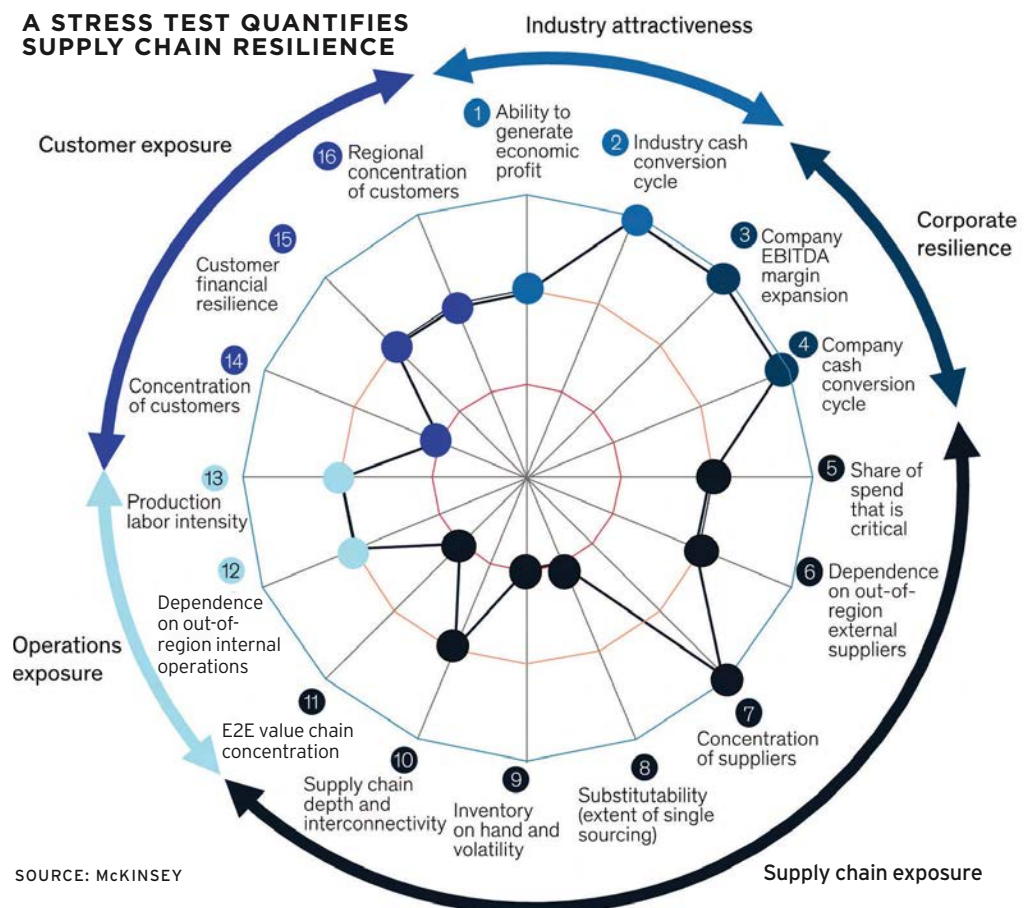 A STRESS TEST QUANTIFIES
SUPPLY CHAIN RESILIENCE
Industry attractiveness
Customer exposure
Corporate
resilience
Operations
exposure
Supply chain exposure
1 Ability to
generate
economic
profit
2 Industry cash
conversion
cycle
3 Company
EBITDA
margin
expansion
4 Company
cash
conversion
cycle
5 Share of
spend that is
critical
6 Dependence
on out-of-
region
external
suppliers
7
Concentration
of suppliers
8
Substitutability
(extent of single
sourcing)
9
Inventory
on hand and
volatility
10
Supply chain
depth and
interconnectivity
11
E2E value chain
concentration
12
Dependence
on out-of-
region internal
operations
13
Production
labor intensity
14
Concentration
of customers
15
Customer
financial
resilience
16 Regional
concentration
of customers
SOURCE: McKINSEY